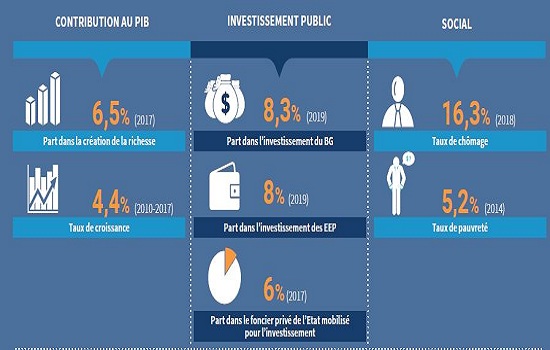 CONTRIBUTION AU PIB
6,5% (2017)
Part dans la création de la richesse
4,4% (2010-2017)
Taux de croissance
INVESTISSEMENT PUBLIC
$
8,3% (2019)
Part dans l'investissement du BG
8% (2019)
Part dans l'investissement des EEP
6% (2017)
Part dans le foncier privé de l'Etat mobilisé
pour l'investissement
SOCIAL
16,3% (2018)
Taux de chômage
5,2% (2014)
Taux de pauvreté